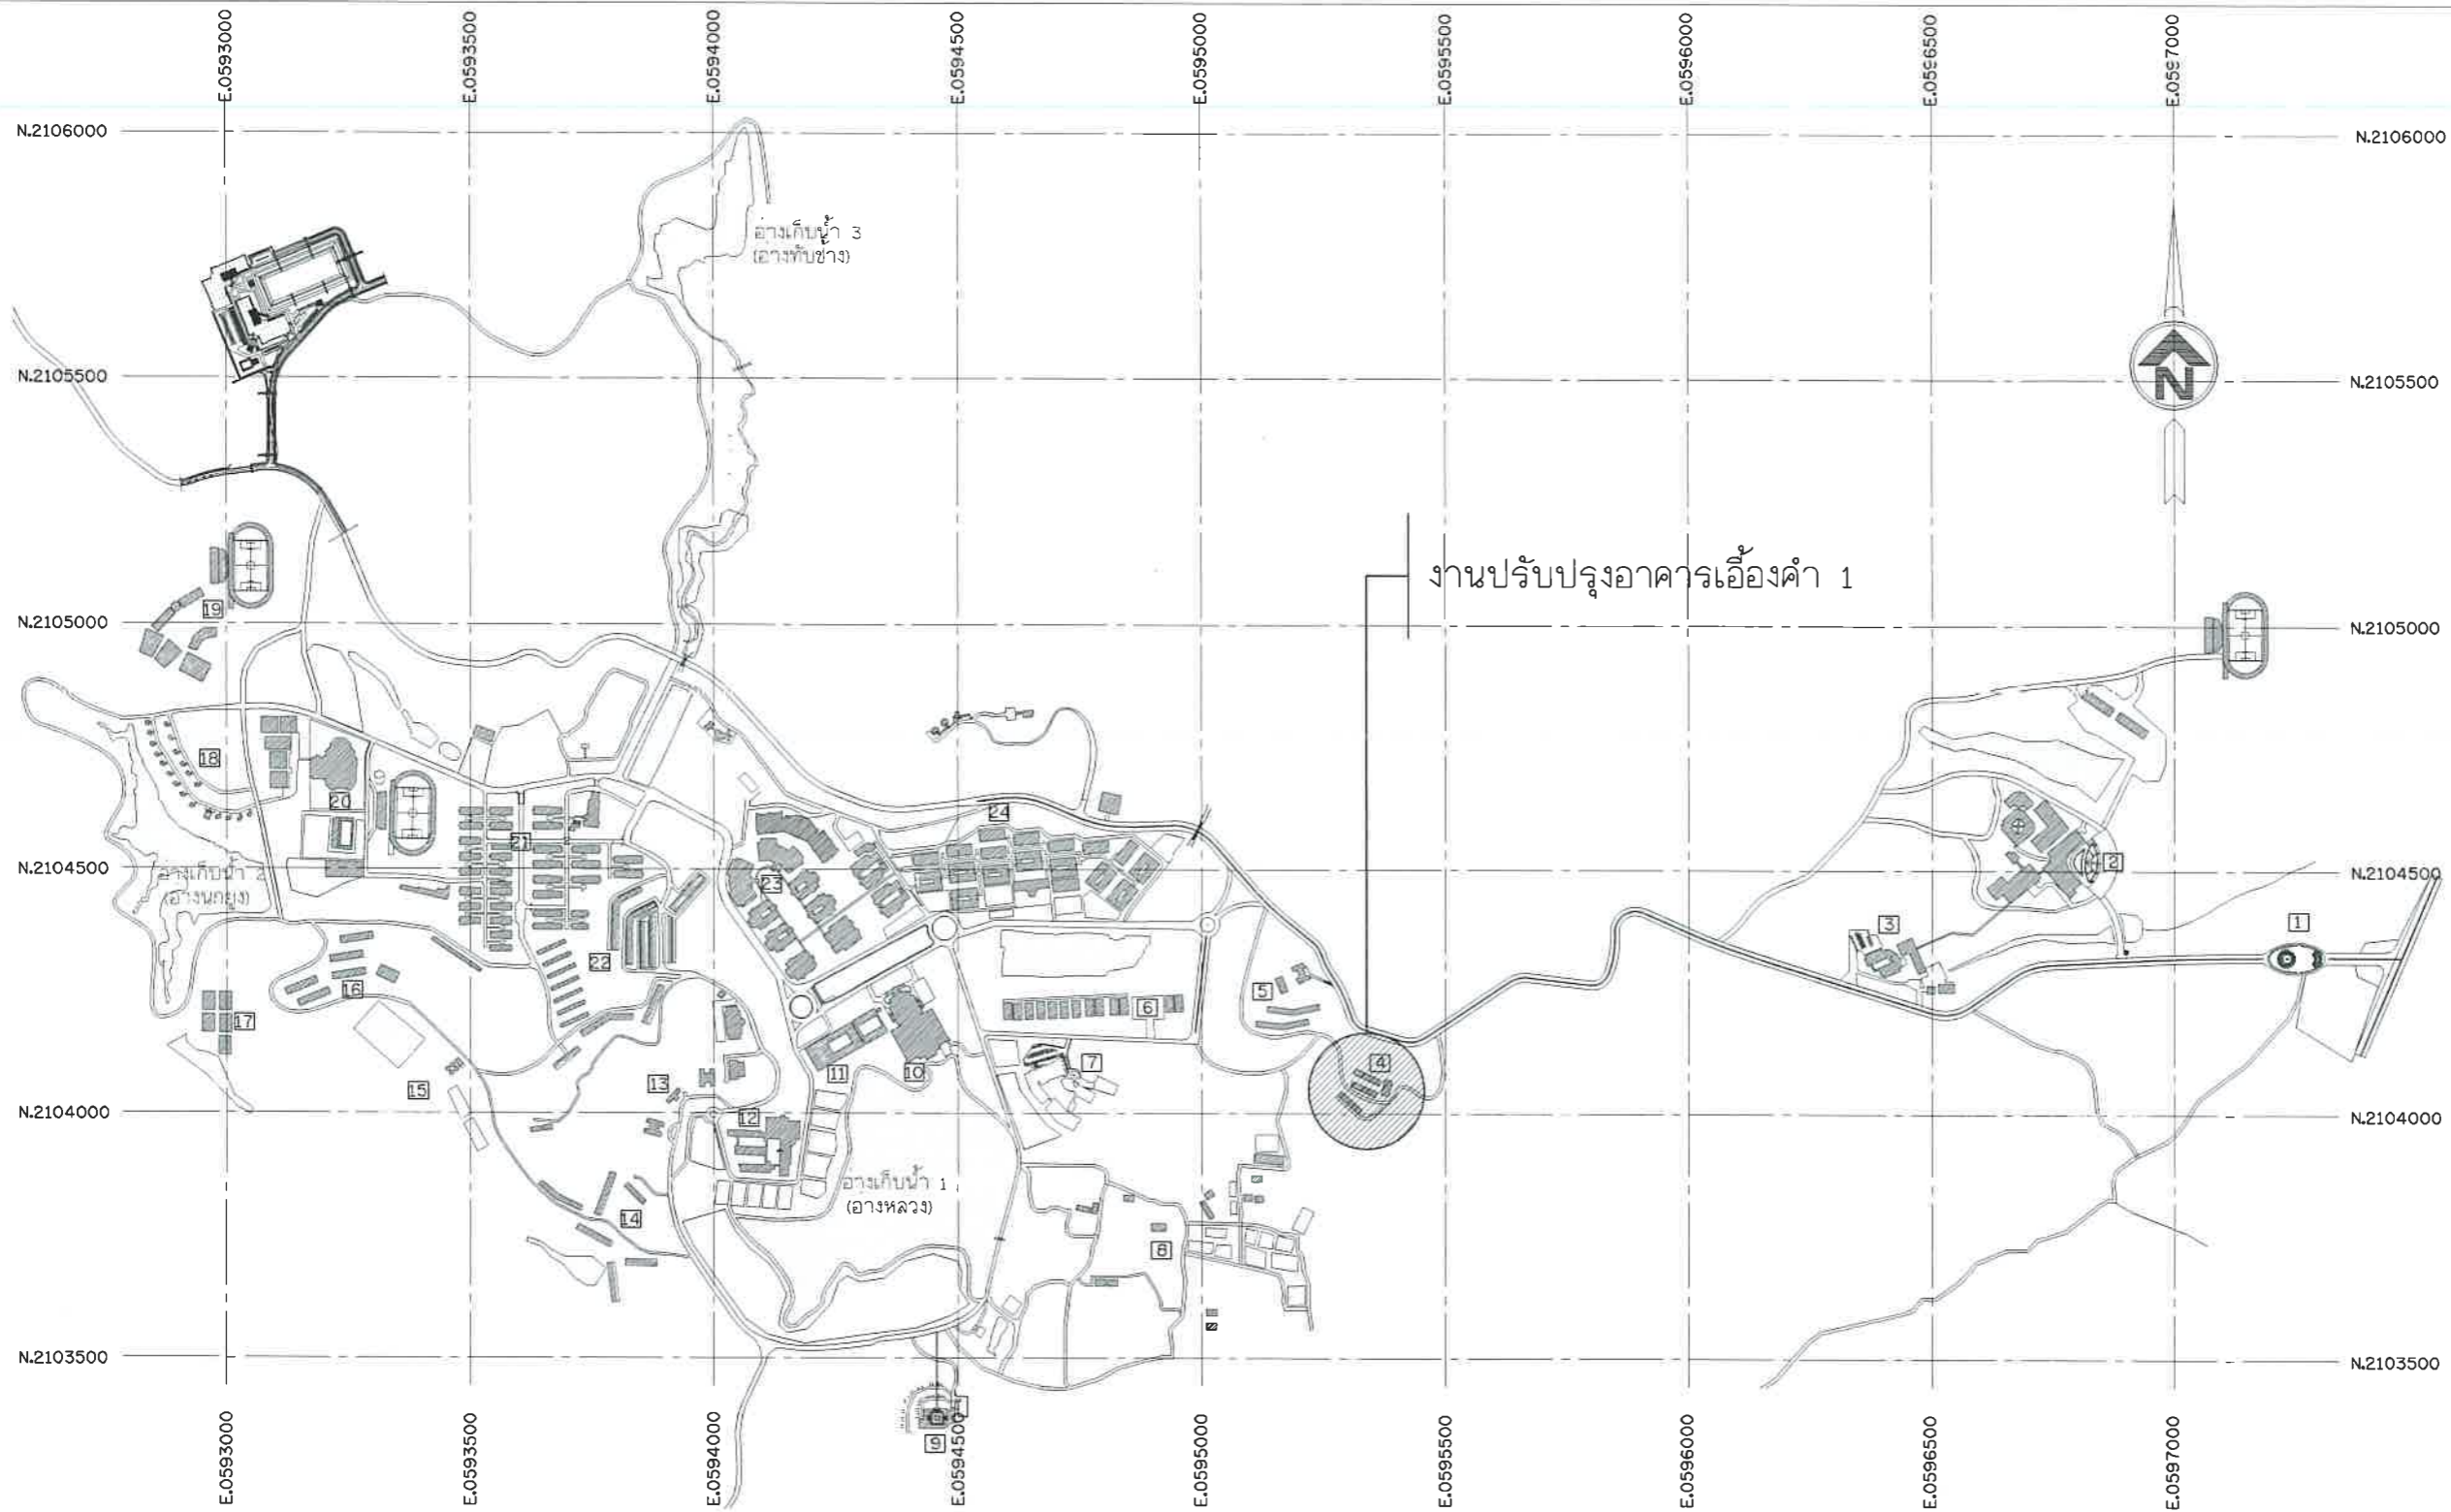 E.0593000
E.0593500
E.0594000
E.0594500
E.0595000
E.0595500
E.0596000
E.0596500
E.0597000
N.2106000
N.2106000
อ่างเก็บน้ำ 3
(อ่างทับช้าง)
N.2105500
N.2105500
N
งานปรับปรุงอาคารเอื้องคำ 1
19
N.2105000
N.2105000
18
20
24
21
N.2104500
อ่างเก็บน้ำ 2
(อ่างนกยูง)
23
2
N.2104500
22
3
1
16
5
17
6
15
13
11
10
7
4
N.2104000
12
N.2104000
อ่างเก็บน้ำ 1
(อ่างหลวง)
14
8
N.2103500
N.2103500
9
E.0593000
E.0593500
E.0594000
E.0594500
E.0595000
E.0595500
E.0596000
E.0596500
E.0597000